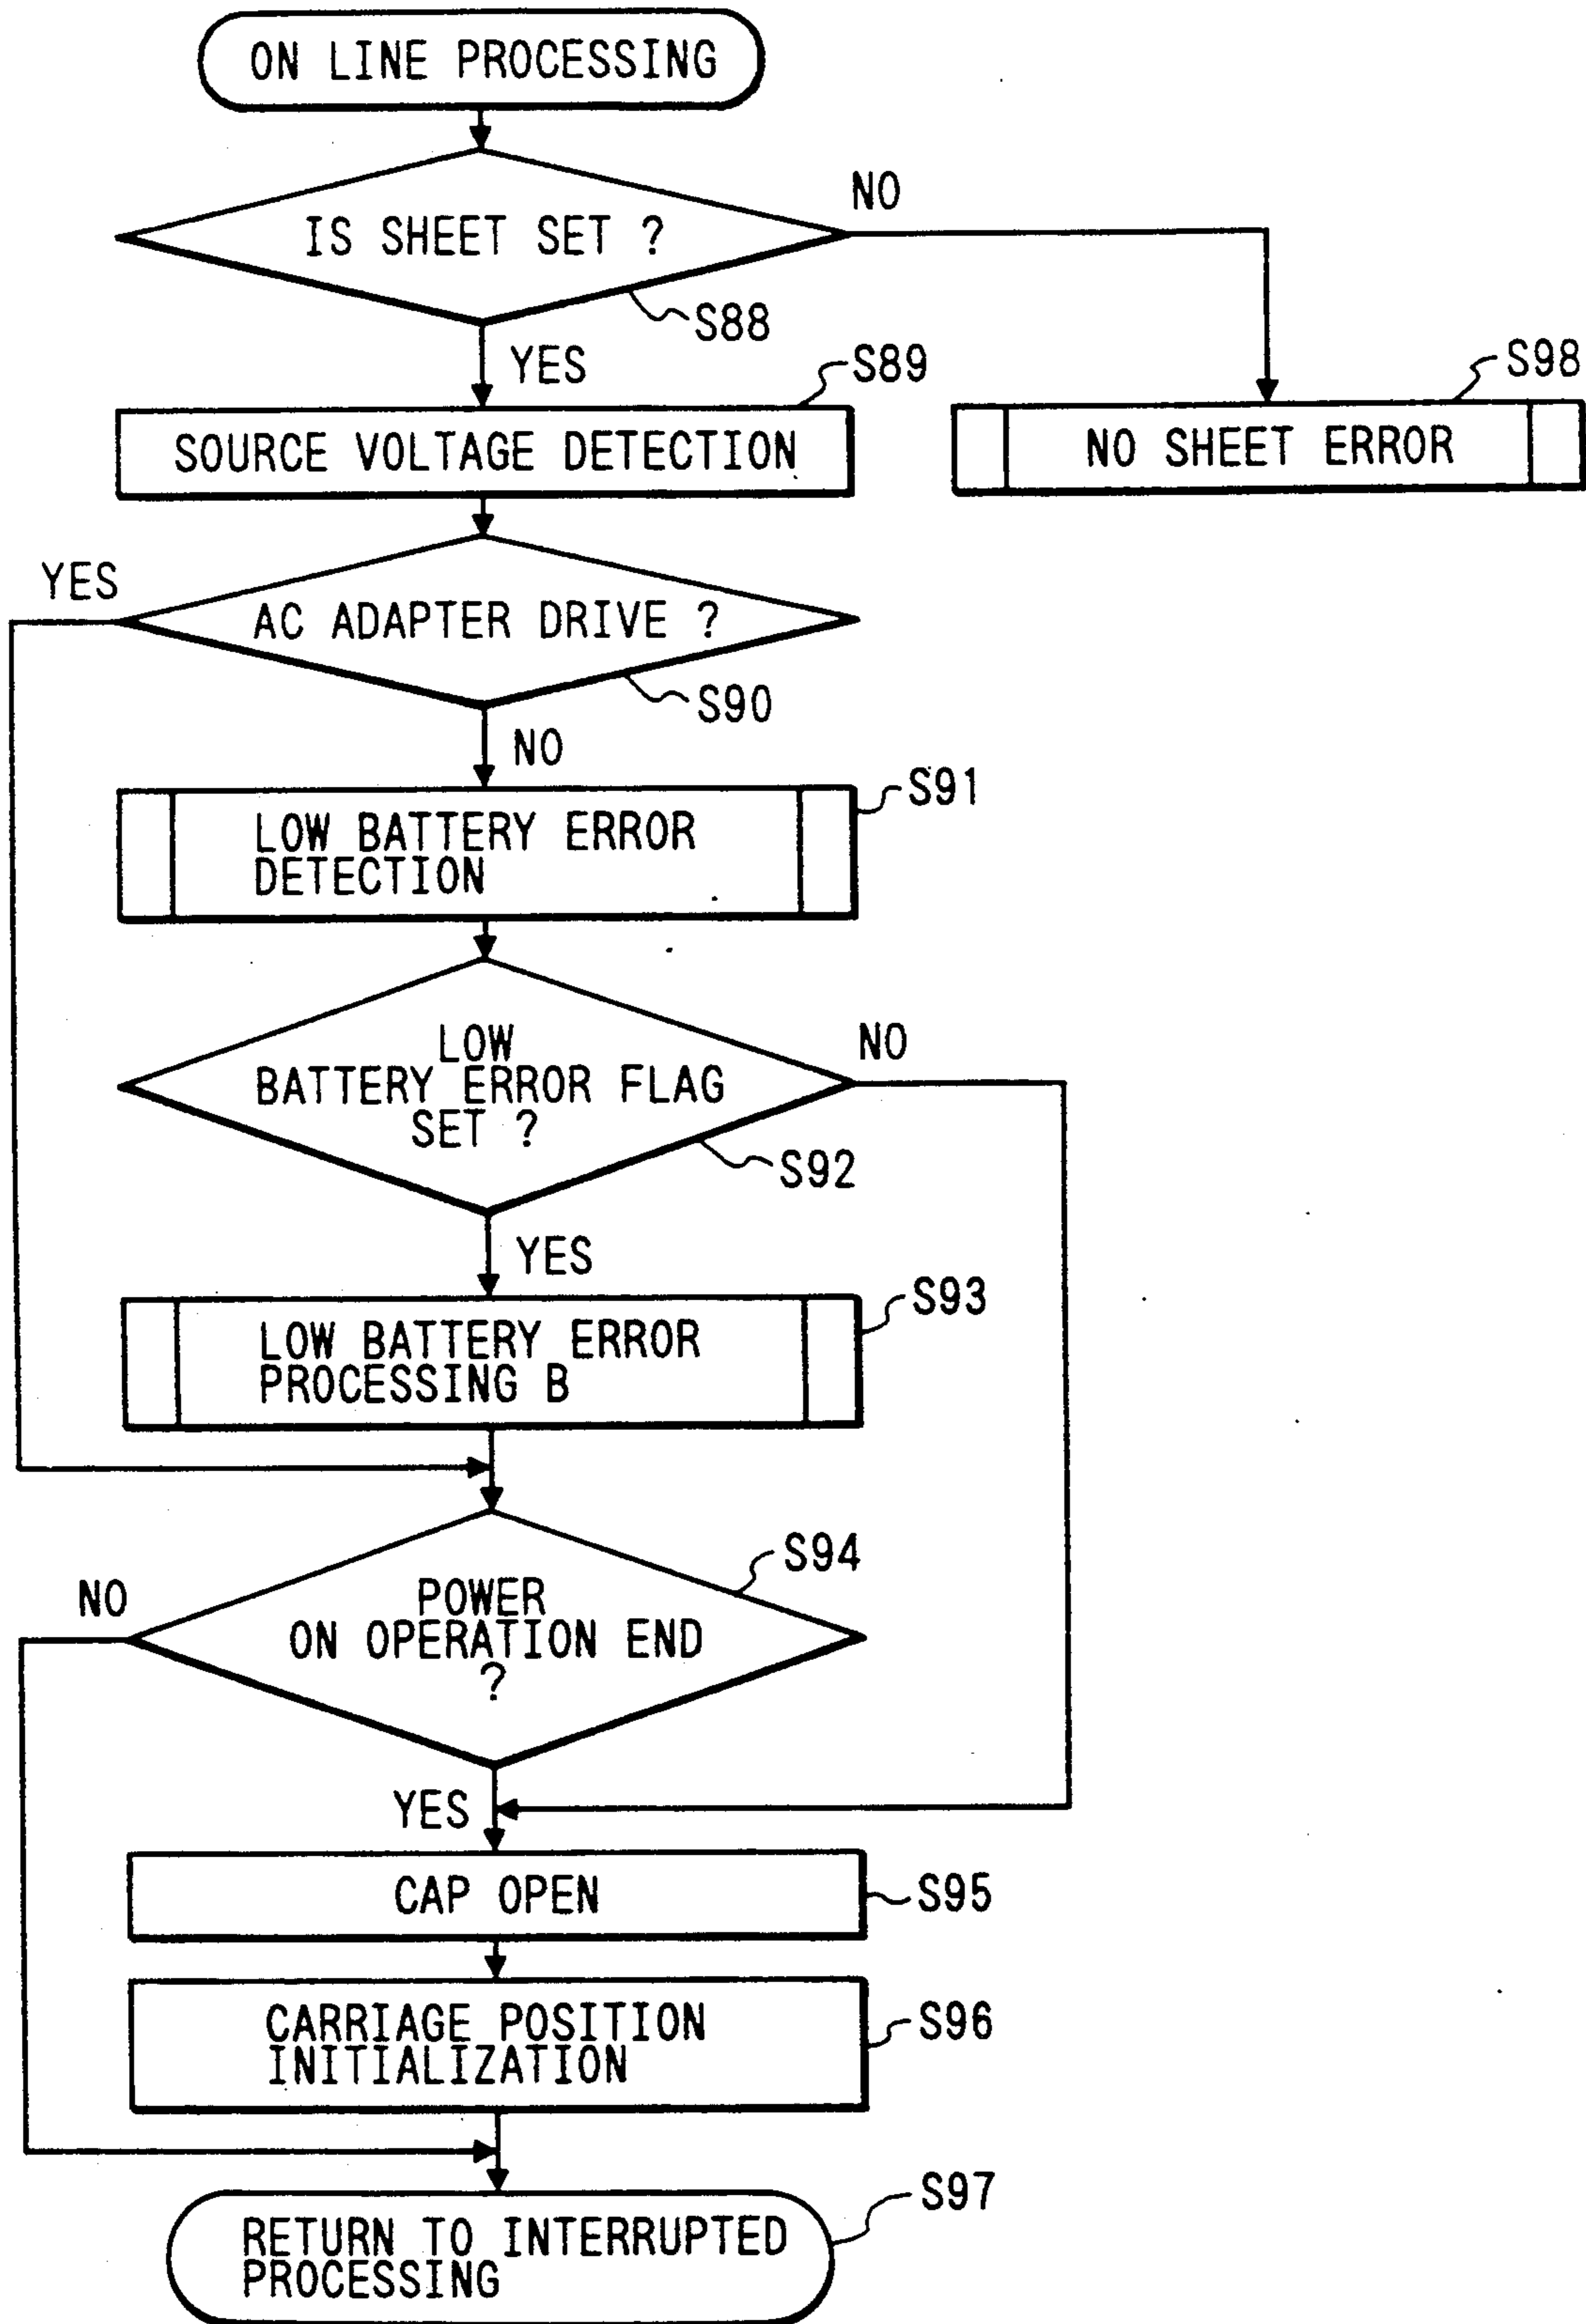 ON LINE PROCESSING
NO
IS SHEET SET ?
S88
YES
S89
S98
SOURCE VOLTAGE DETECTION
NO SHEET ERROR
YES
AC ADAPTER DRIVE ?
S90
NO
S91
LOW BATTERY ERROR
DETECTION
NO
LOW
BATTERY ERROR FLAG
SET ?
S92
YES
S93
LOW BATTERY ERROR
PROCESSING B
S94
NO
POWER
ON OPERATION END
?
YES
CAP OPEN
S95
CARRIAGE POSITION
INITIALIZATION
S96
S97
RETURN TO INTERRUPTED
PROCESSING